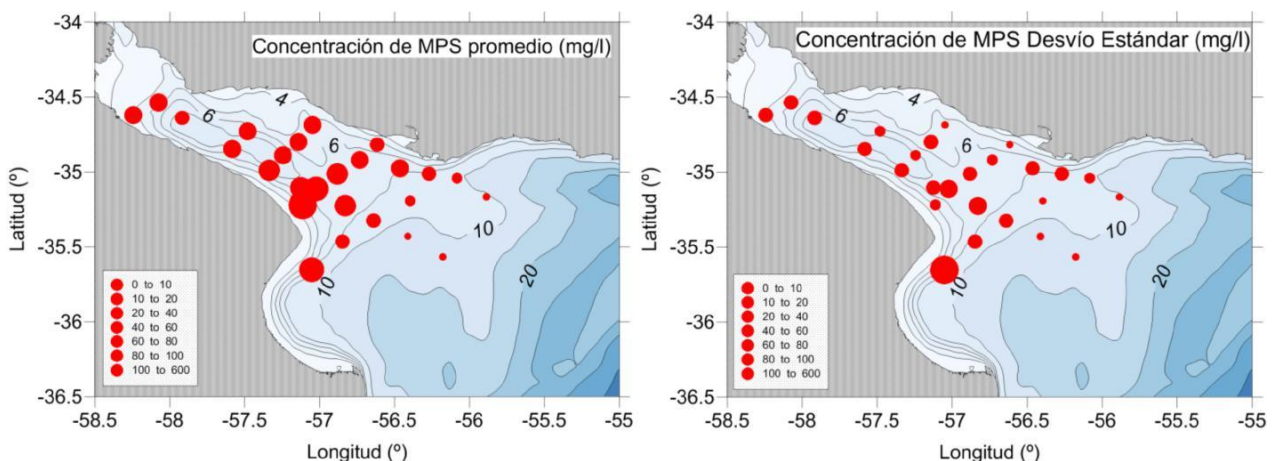 Concentración de MPS promedio (mg/l)
-34
-34.5
-35
-35.5
-36
-36.5
Latitud (º)
4
6
6
10
10
20
0 to 10
10 to 20
20 to 40
40 to 60
60 to 80
80 to 100
100 to 600
-58.5 -58 -57.5 -57 -56.5 -56 -55.5 -55
Longitud (º)
Concentración de MPS Desvío Estándar (mg/l)
-34
-34.5
-35
-35.5
-36
-36.5
Latitud (º)
4
6
6
10
10
20
0 to 10
10 to 20
20 to 40
40 to 60
60 to 80
80 to 100
100 to 600
-58.5 -58 -57.5 -57 -56.5 -56 -55.5 -55
Longitud (º)